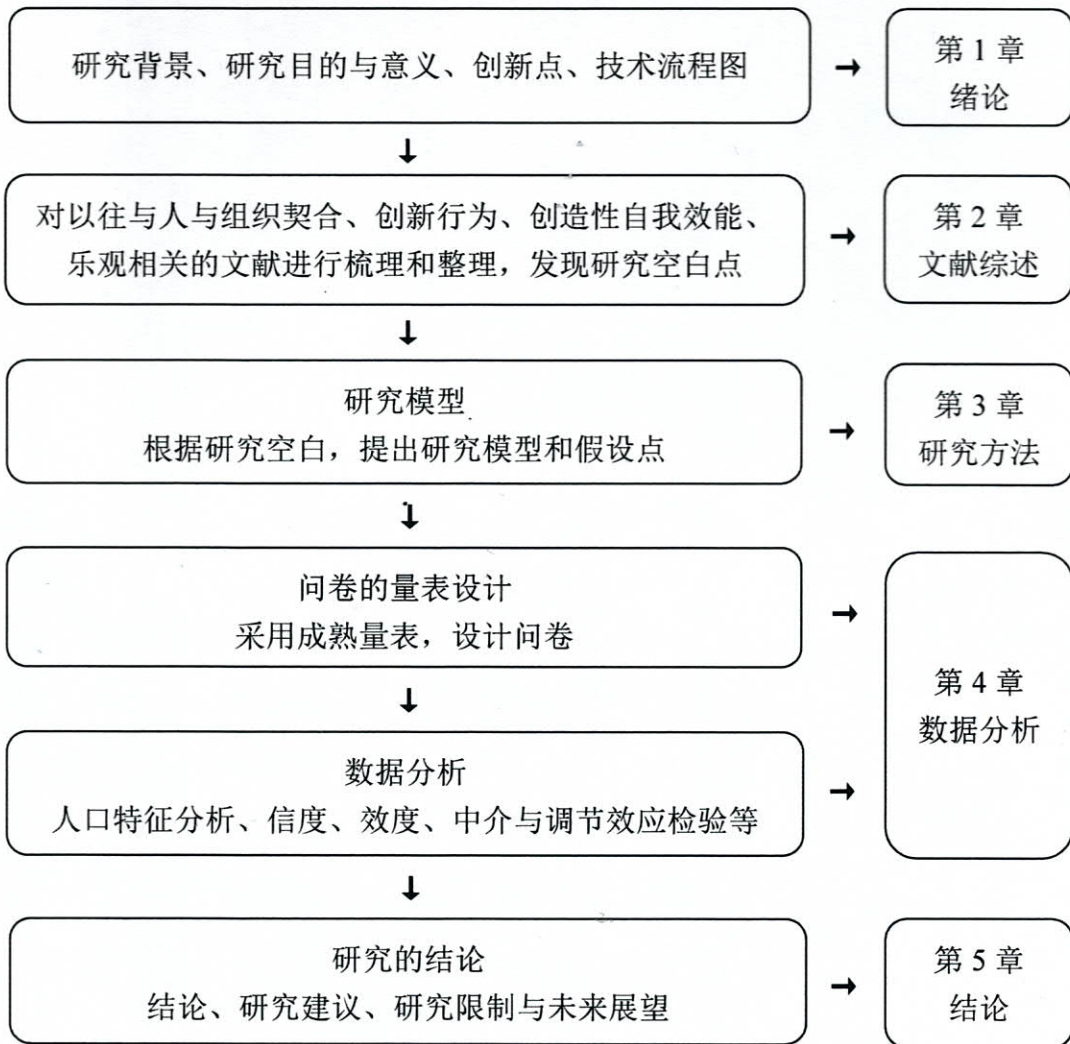 研究背景、研究目的与意义、创新点、技术流程图
第 1 章
绪论
对以往与人与组织契合、创新行为、创造性自我效能、
乐观相关的文献进行梳理和整理，发现研究空白点
第 2 章
文献综述
研究模型
根据研究空白，提出研究模型和假设点
第 3 章
研究方法
问卷的量表设计
采用成熟量表，设计问卷
第 4 章
数据分析
数据分析
人口特征分析、信度、效度、中介与调节效应检验等
研究的结论
结论、研究建议、研究限制与未来展望
第 5 章
结论